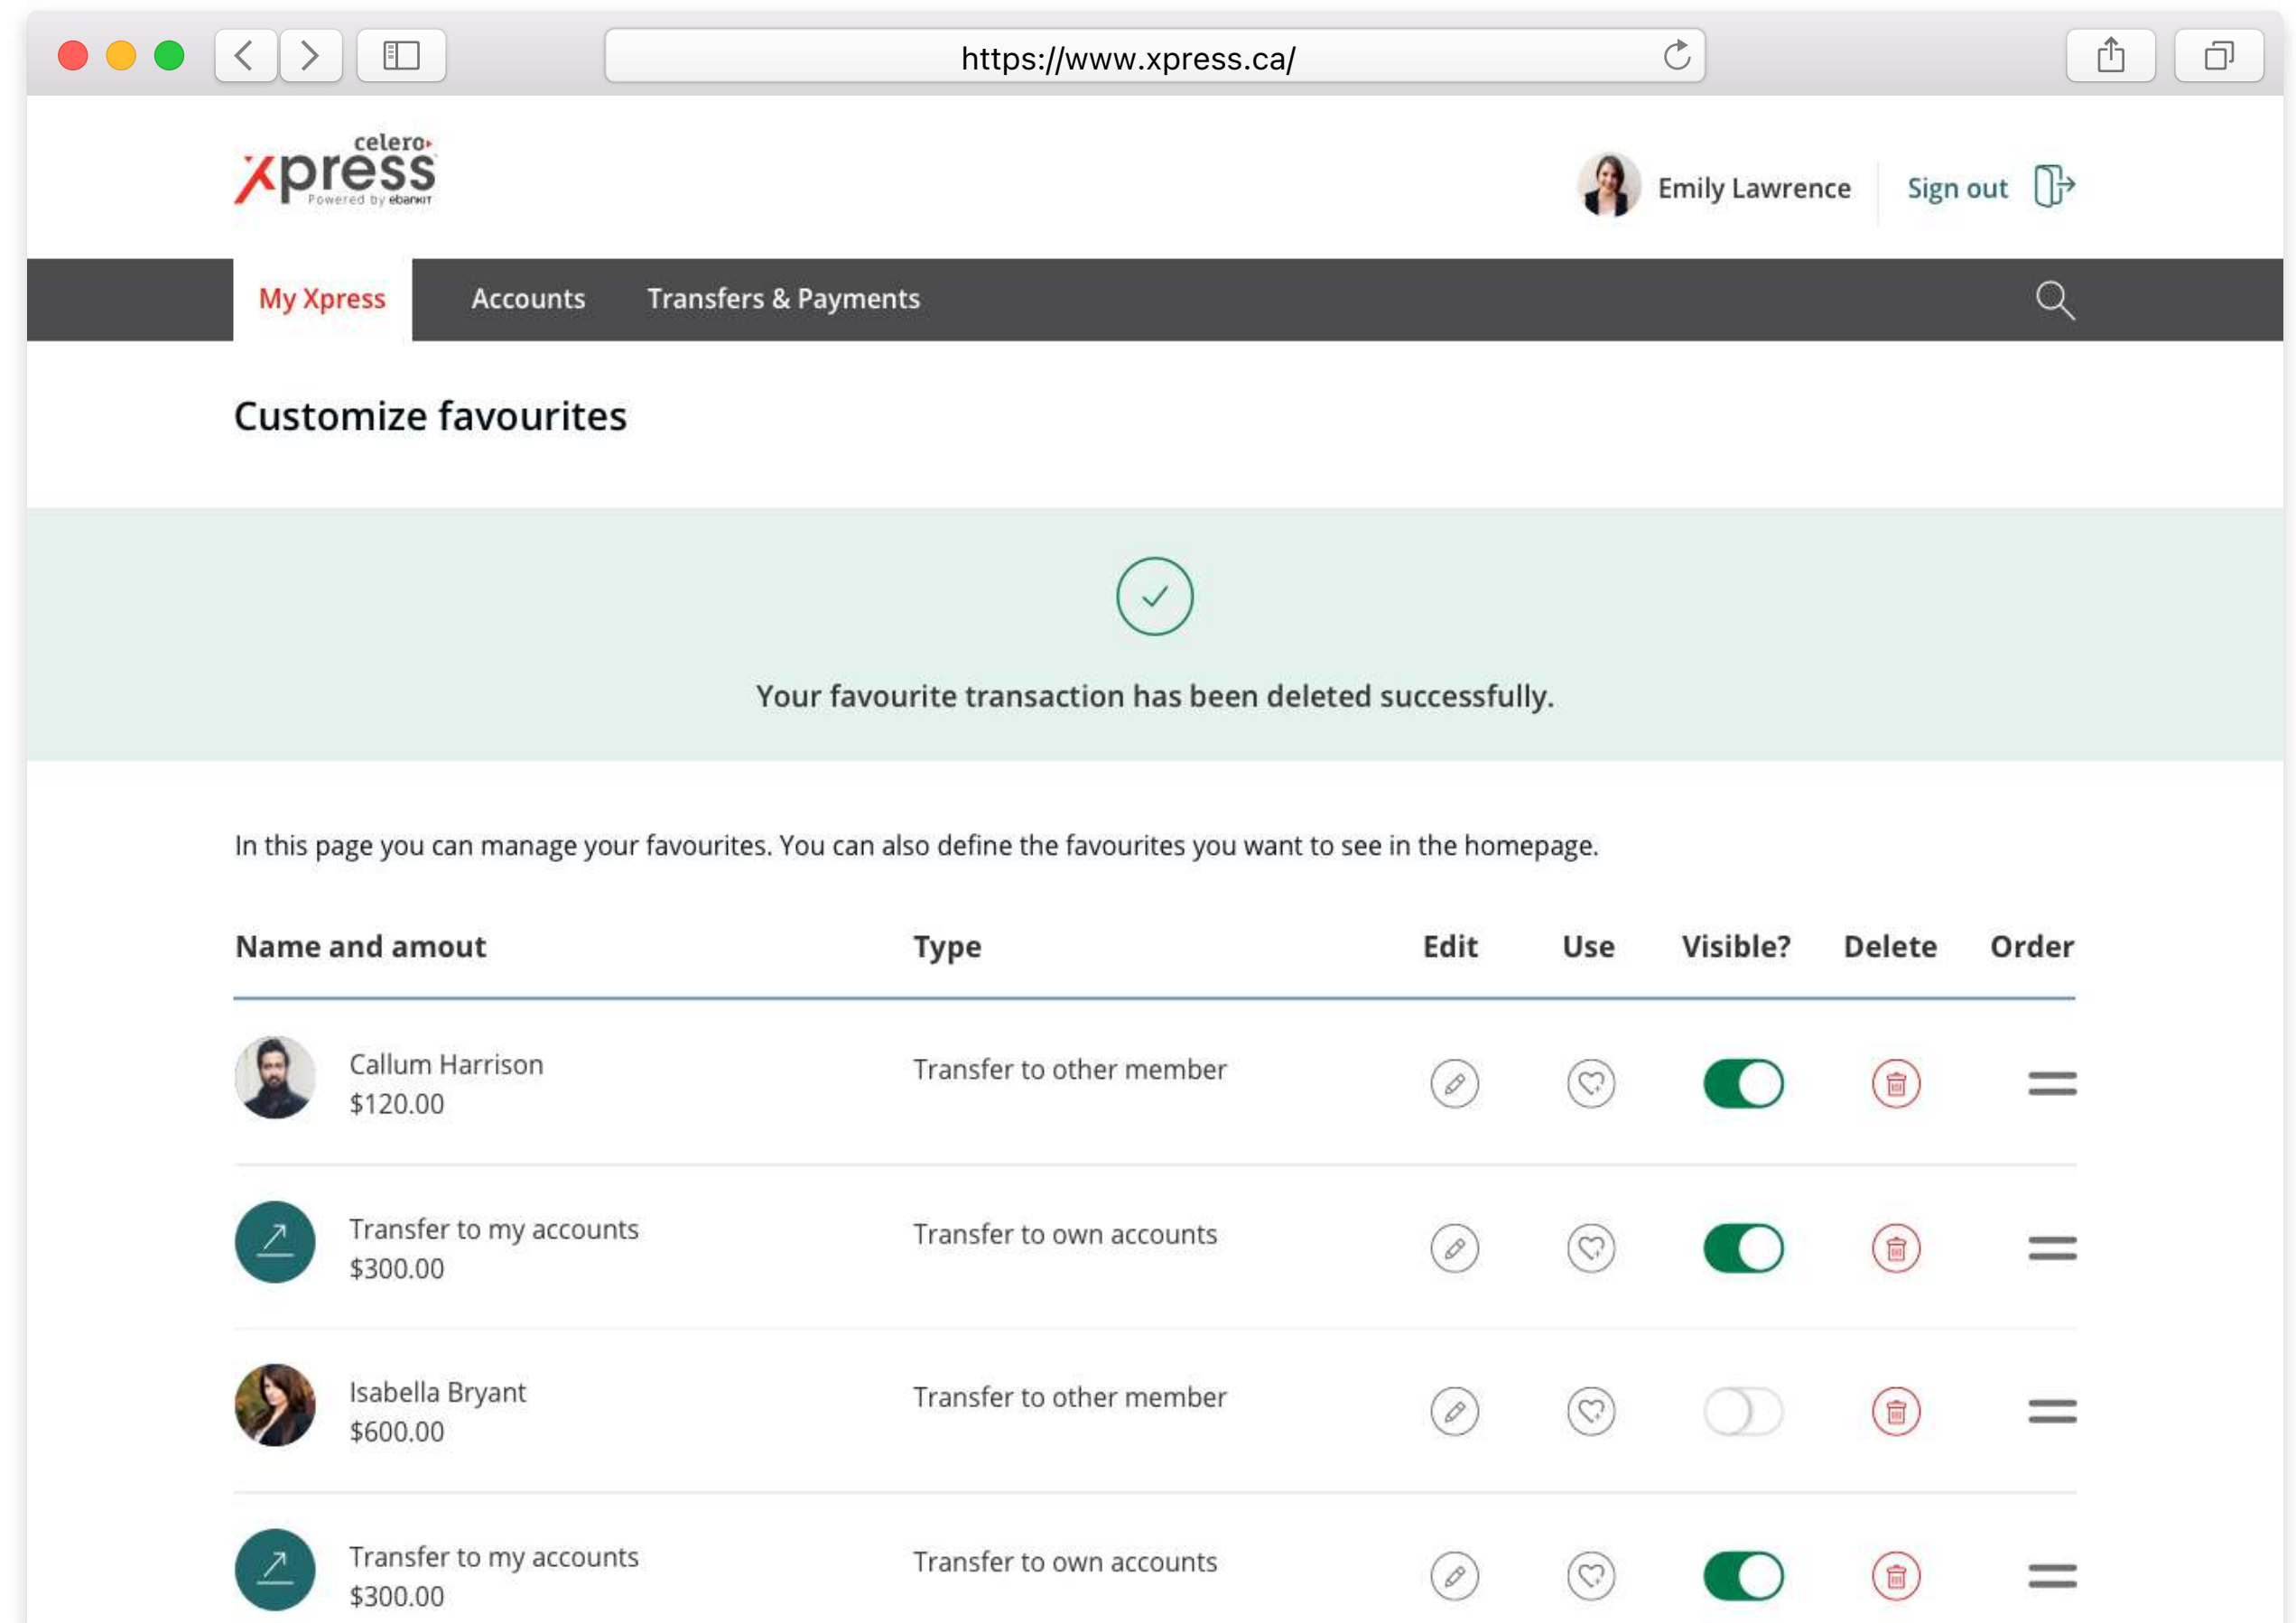 https://www.xpress.ca/
celero
xpress
Powered by ebankIT
Emily Lawrence
Sign out
My Xpress
Accounts
Transfers & Payments
Customize favourites
Your favourite transaction has been deleted successfully.
In this page you can manage your favourites. You can also define the favourites you want to see in the homepage.
Name and amout
Type
Edit
Use
Visible?
Delete
Order
Callum Harrison
$120.00
Transfer to other member
Transfer to my accounts
$300.00
Transfer to own accounts
Isabella Bryant
$600.00
Transfer to other member
Transfer to my accounts
$300.00
Transfer to own accounts